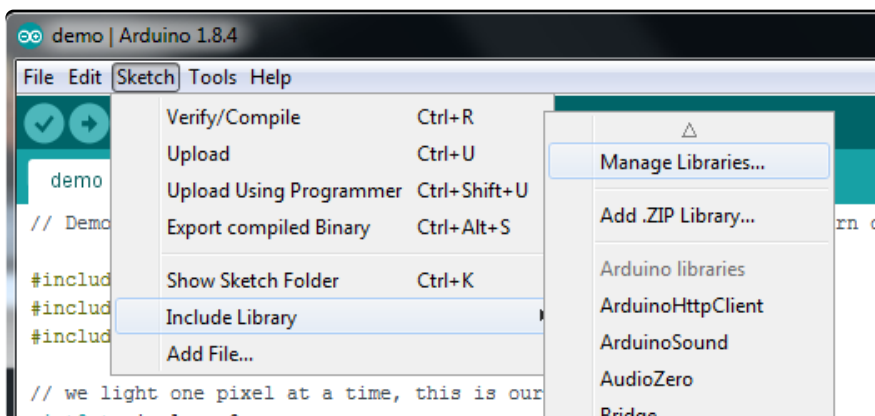 demo | Arduino 1.8.4
File Edit Sketch Tools Help
Verify/Compile Ctrl+R
Upload Ctrl+U
Upload Using Programmer Ctrl+Shift+U
Export compiled Binary Ctrl+Alt+S
Show Sketch Folder Ctrl+K
Include Library
Add File...
Manage Libraries...
Add .ZIP Library...
Arduino libraries
ArduinoHttpClient
ArduinoSound
AudioZero
Bridge
demo
// Demo
#includ
#includ
#includ
// we light one pixel at a time, this is our